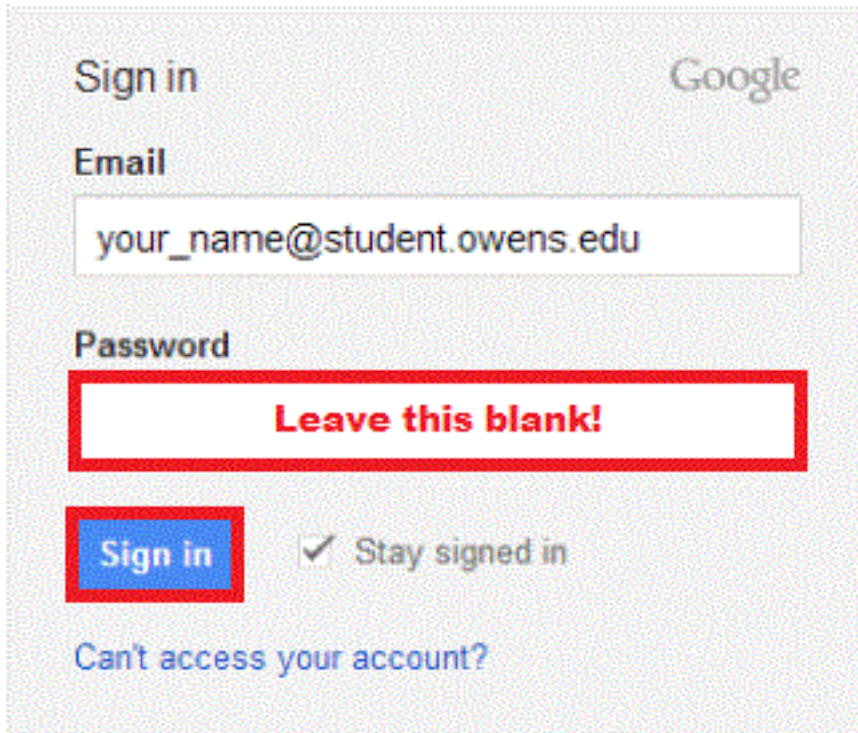 Sign in Google
Email
your_name@student.owens.edu
Password
Leave this blank!
Sign in Stay signed in
Can't access your account?